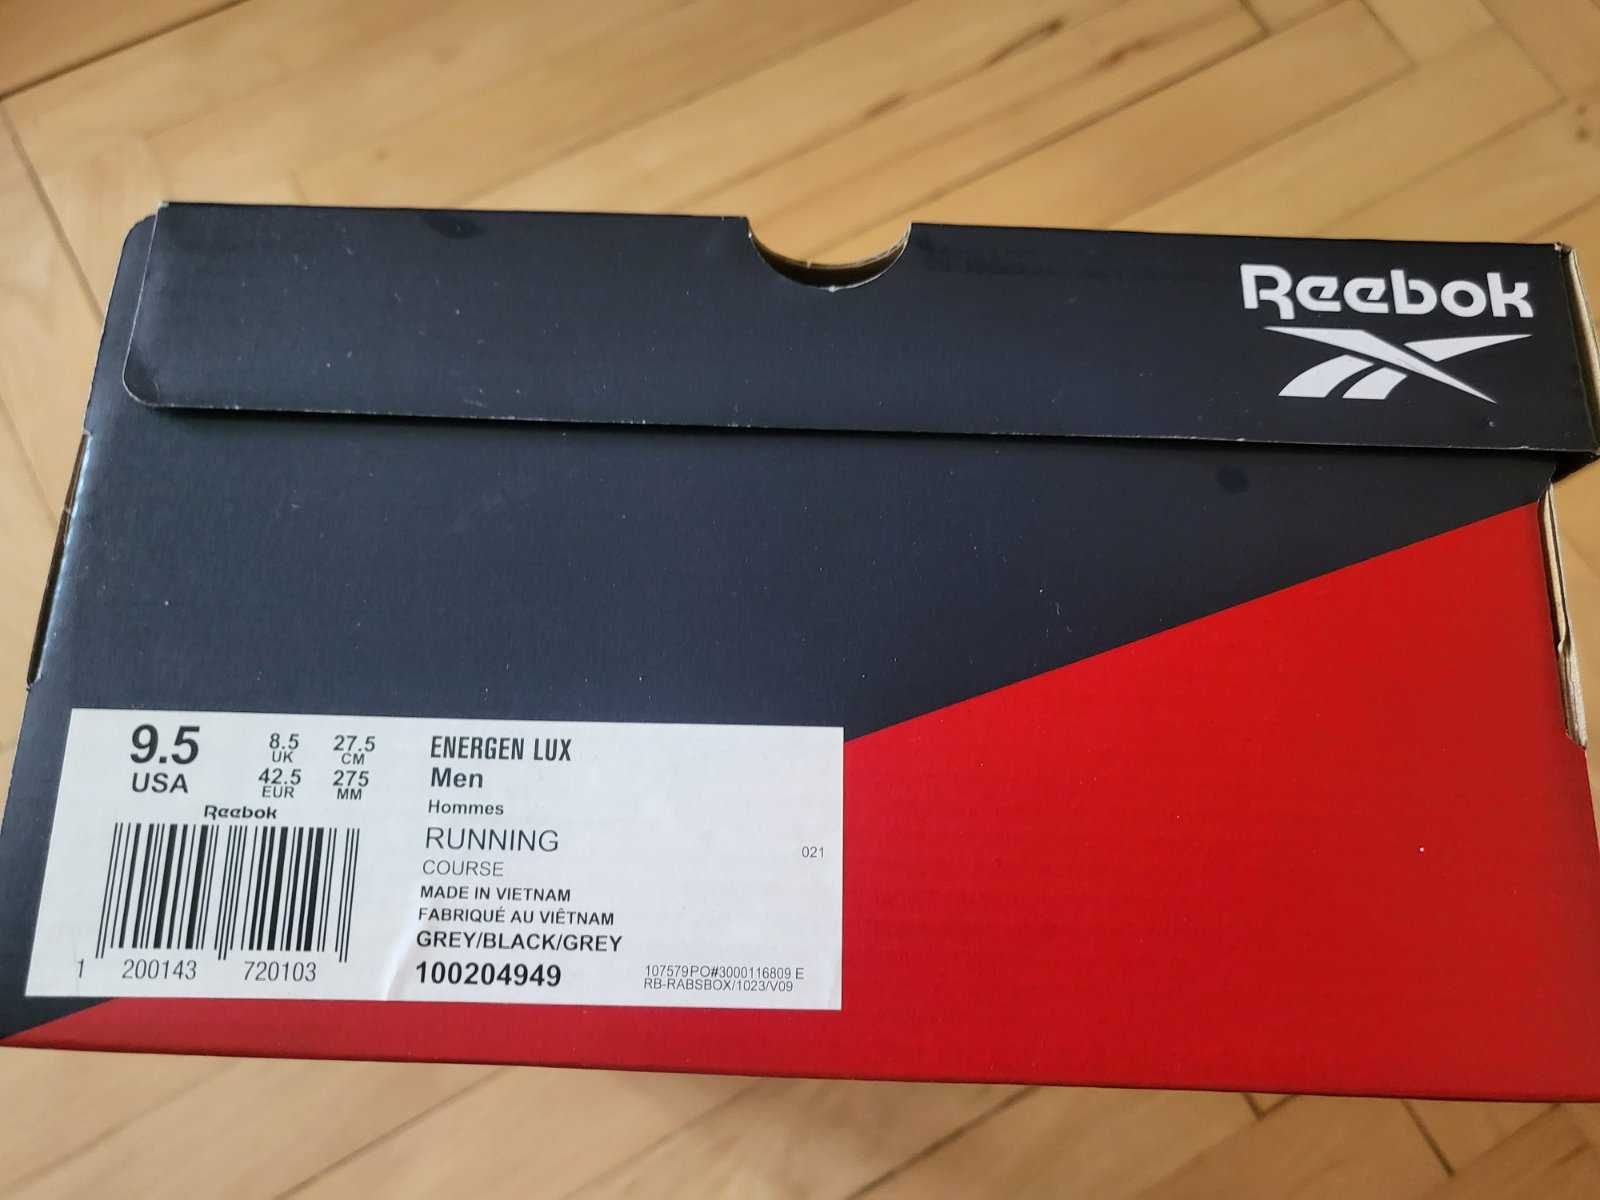 Reebok
9.5
USA
8.5
UK
27.5
CM
42.5
EUR
275
MM
Reebok
1 200143 720103
ENERGEN LUX
Men
Hommes
RUNNING
COURSE
021
MADE IN VIETNAM
FABRIQUÉ AU VIÊTNAM
GREY/BLACK/GREY
100204949
107579PO#3000116809 E
RB-RABSBOX/1023/V09